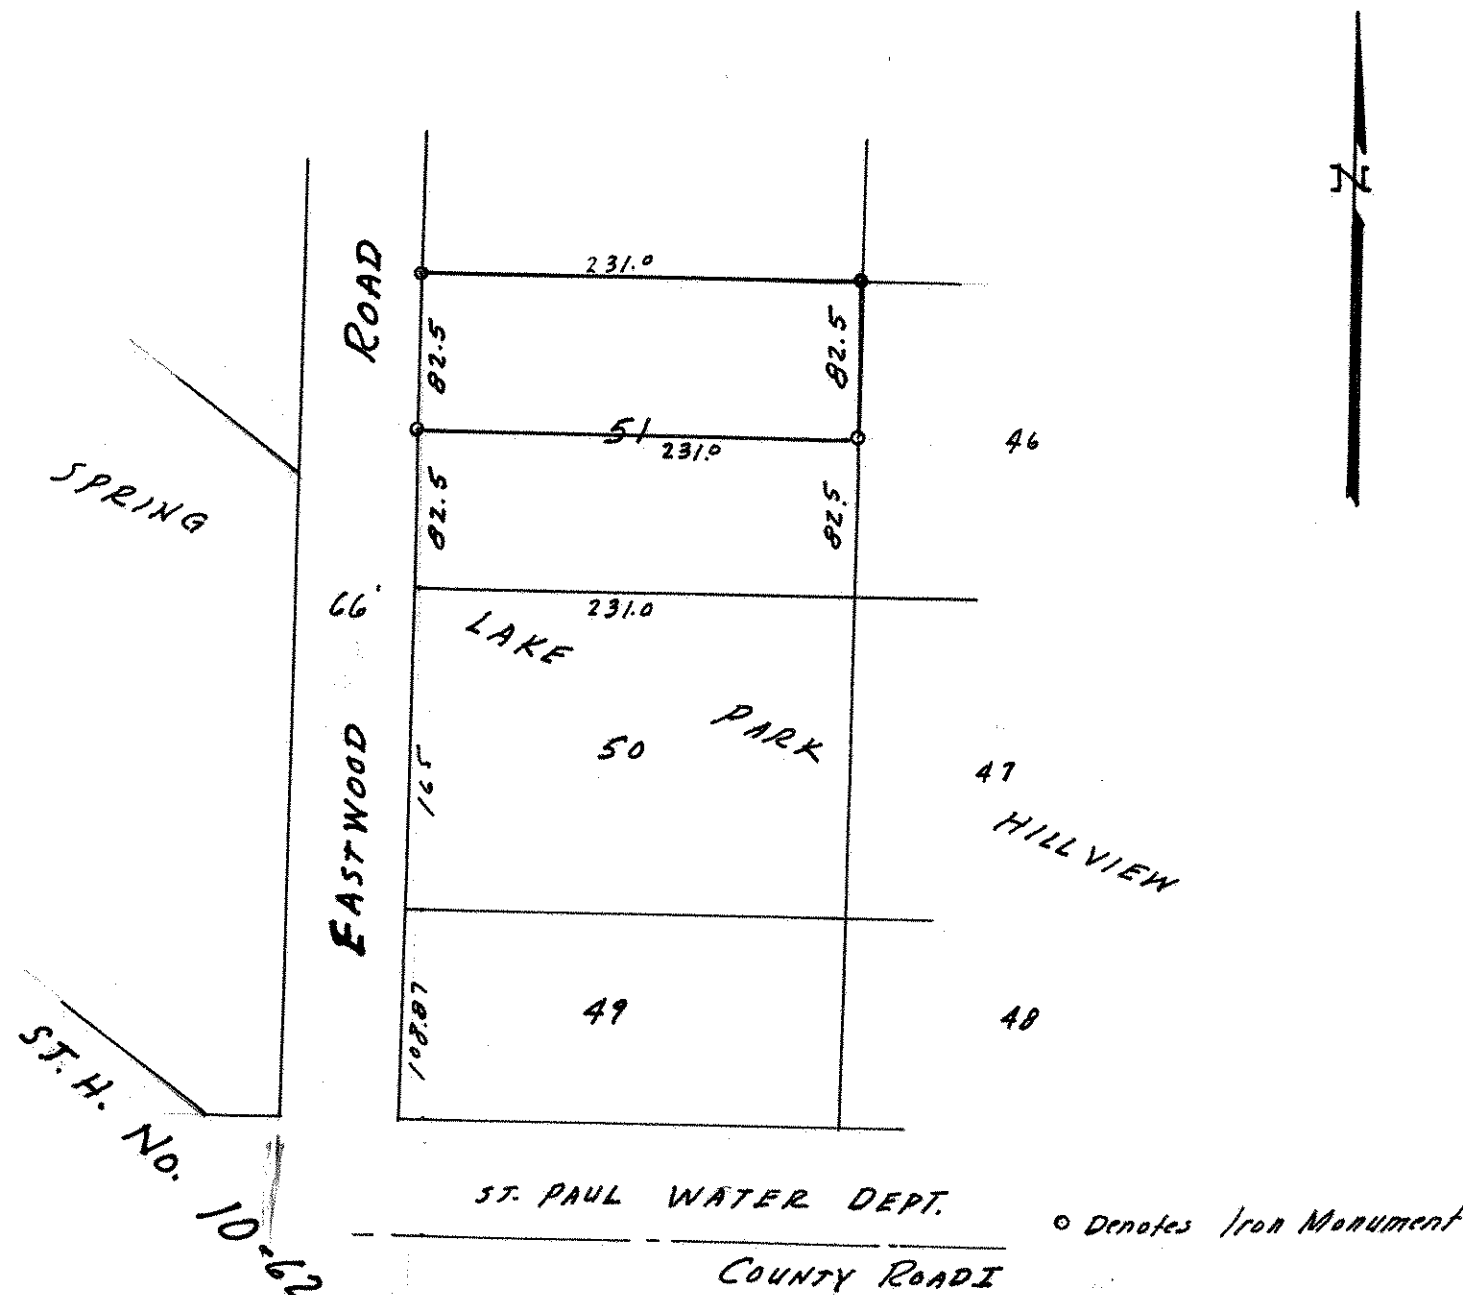 N
ROAD
231.0
82.5
82.5
51
231.0
46
SPRING
82.5
82.5
66'
231.0
LAKE
PARK
50
165
47
HILLVIEW
EASTWOOD
49
108.87
48
S.T.H. No. 10-62
ST. PAUL WATER DEPT.
Denotes Iron Monument
COUNTY ROAD I